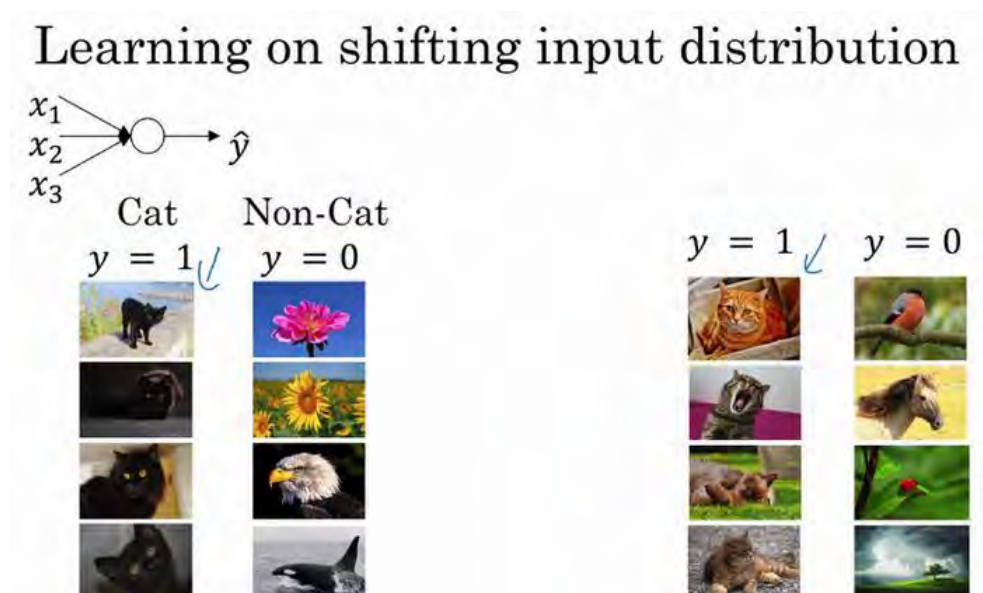 Learning on shifting input distribution
x₁
x₂
x₃
ŷ
Cat Non-Cat
y = 1 y = 0
y = 1 y = 0